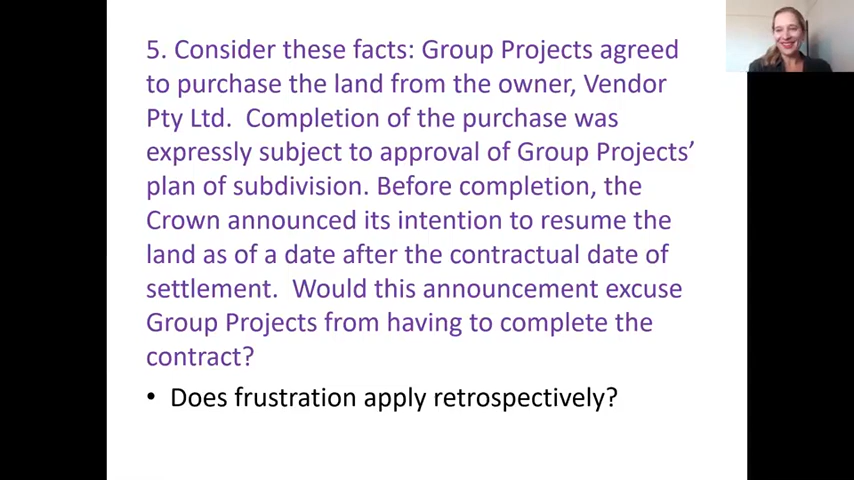 5. Consider these facts: Group Projects agreed
to purchase the land from the owner, Vendor
Pty Ltd.  Completion of the purchase was
expressly subject to approval of Group Projects’
plan of subdivision. Before completion, the
Crown announced its intention to resume the
land as of a date after the contractual date of
settlement.  Would this announcement excuse
Group Projects from having to complete the
contract?
• Does frustration apply retrospectively?